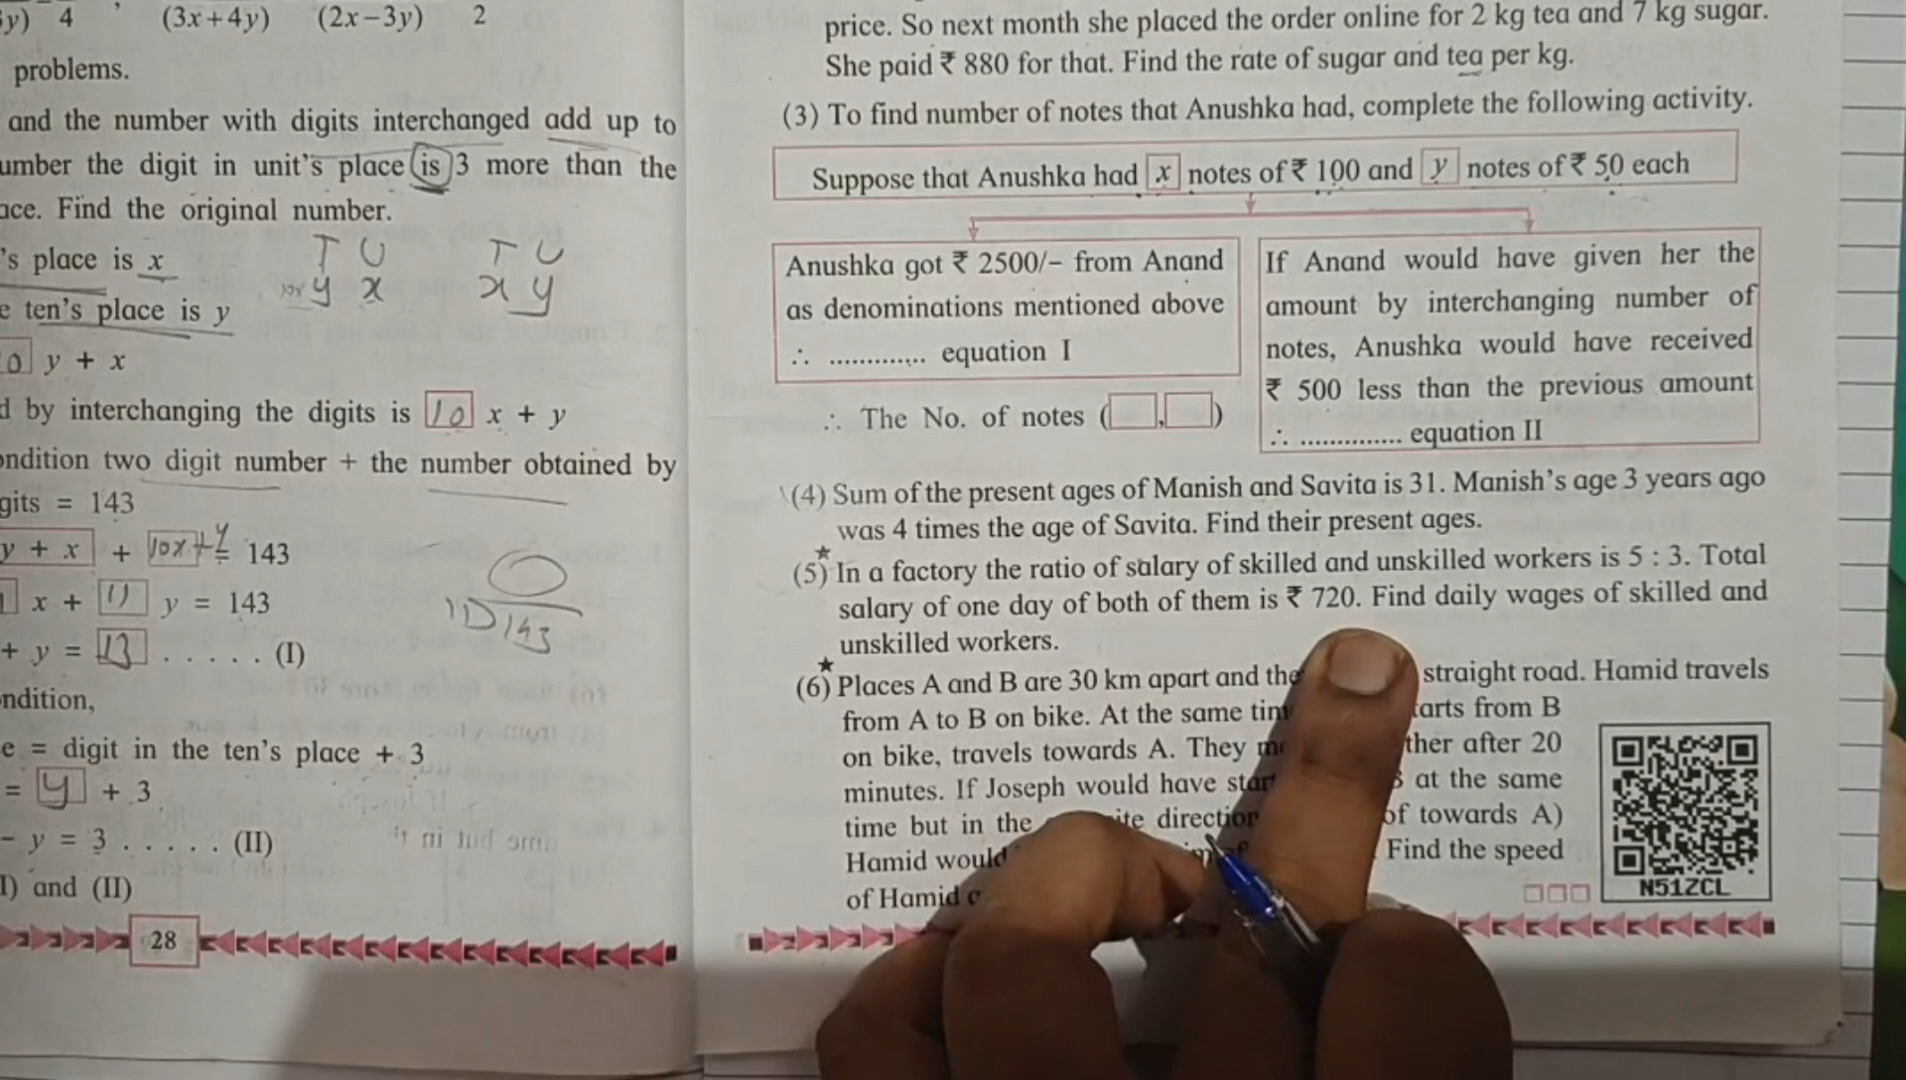 y) 4 , (3x+4y) (2x−3y) 2
problems.
and the number with digits interchanged add up to
umber the digit in unit's place is 3 more than the
ace. Find the original number.
's place is x
T U T U
e ten's place is y
y x x y
0 y + x
d by interchanging the digits is 10 x + y
ondition two digit number + the number obtained by
gits = 143
y + x + 10x+y = 143
x + 11 y = 143
11)143
+ y = 13 . . . . . (I)
ndition,
e = digit in the ten's place + 3
= y + 3
− y = 3 . . . . . (II)
I) and (II)
28
price. So next month she placed the order online for 2 kg tea and 7 kg sugar.
She paid ₹ 880 for that. Find the rate of sugar and tea per kg.
(3) To find number of notes that Anushka had, complete the following activity.
Suppose that Anushka had x notes of ₹ 100 and y notes of ₹ 50 each
Anushka got ₹ 2500/- from Anand
as denominations mentioned above
∴ ............. equation I
∴ The No. of notes ( , )
If Anand would have given her the
amount by interchanging number of
notes, Anushka would have received
₹ 500 less than the previous amount
∴ .............. equation II
(4) Sum of the present ages of Manish and Savita is 31. Manish's age 3 years ago
was 4 times the age of Savita. Find their present ages.
(5)★ In a factory the ratio of salary of skilled and unskilled workers is 5 : 3. Total
salary of one day of both of them is ₹ 720. Find daily wages of skilled and
unskilled workers.
(6)★ Places A and B are 30 km apart and the straight road. Hamid travels
from A to B on bike. At the same tim arts from B
on bike, travels towards A. They ther after 20
minutes. If Joseph would have start at the same
time but in the ite direction of towards A)
Hamid would Find the speed
of Hamid
N51ZCL